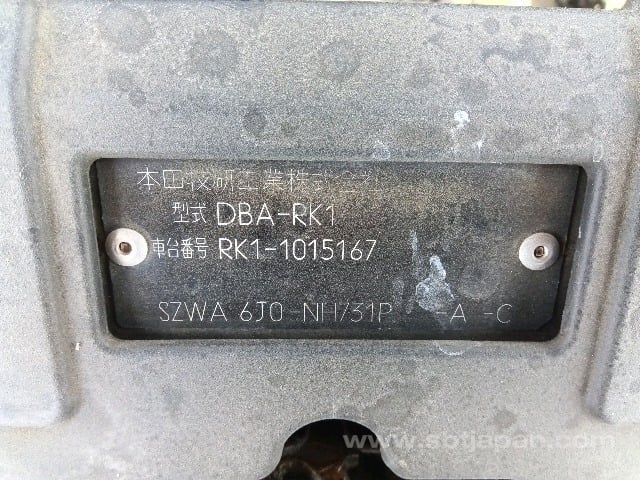 本田技研工業株式会社
型式 DBA-RK1
車台番号 RK1-1015167
SZWA 6J0 NH731P -A -C
www.sbtjapan.com